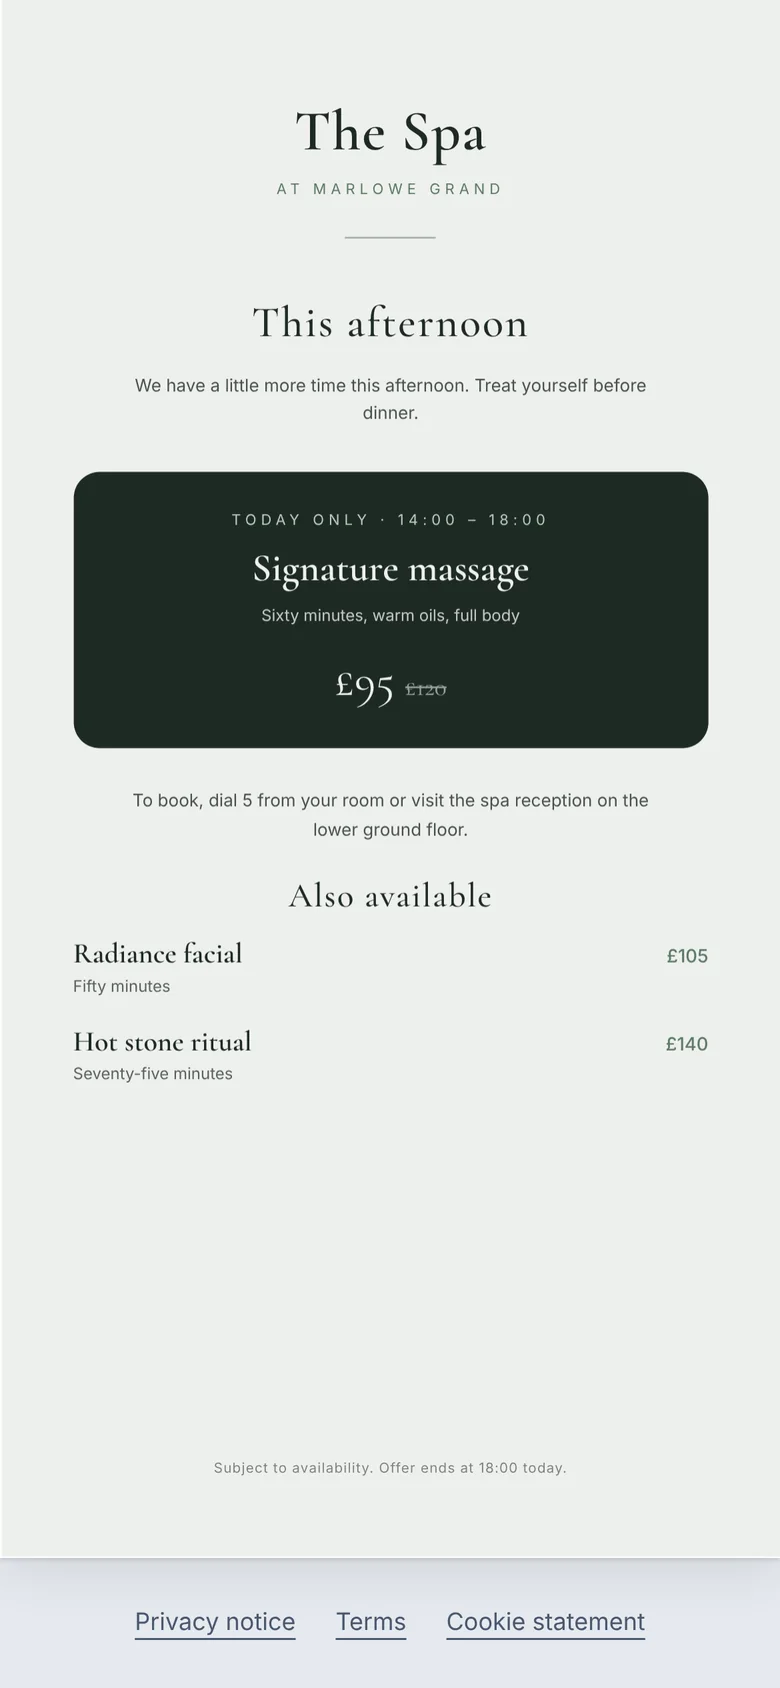 The Spa
AT MARLOWE GRAND
This afternoon
We have a little more time this afternoon. Treat yourself before
dinner.
TODAY ONLY · 14:00 – 18:00
Signature massage
Sixty minutes, warm oils, full body
£95 £120
To book, dial 5 from your room or visit the spa reception on the
lower ground floor.
Also available
Radiance facial £105
Fifty minutes
Hot stone ritual £140
Seventy-five minutes
Subject to availability. Offer ends at 18:00 today.
Privacy notice Terms Cookie statement